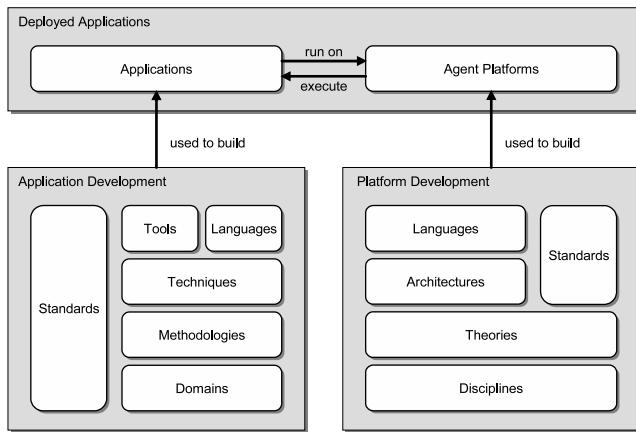 Deployed Applications
Applications
run on
execute
Agent Platforms
used to build
used to build
Application Development
Standards
Tools
Languages
Techniques
Methodologies
Domains
Platform Development
Languages
Standards
Architectures
Theories
Disciplines